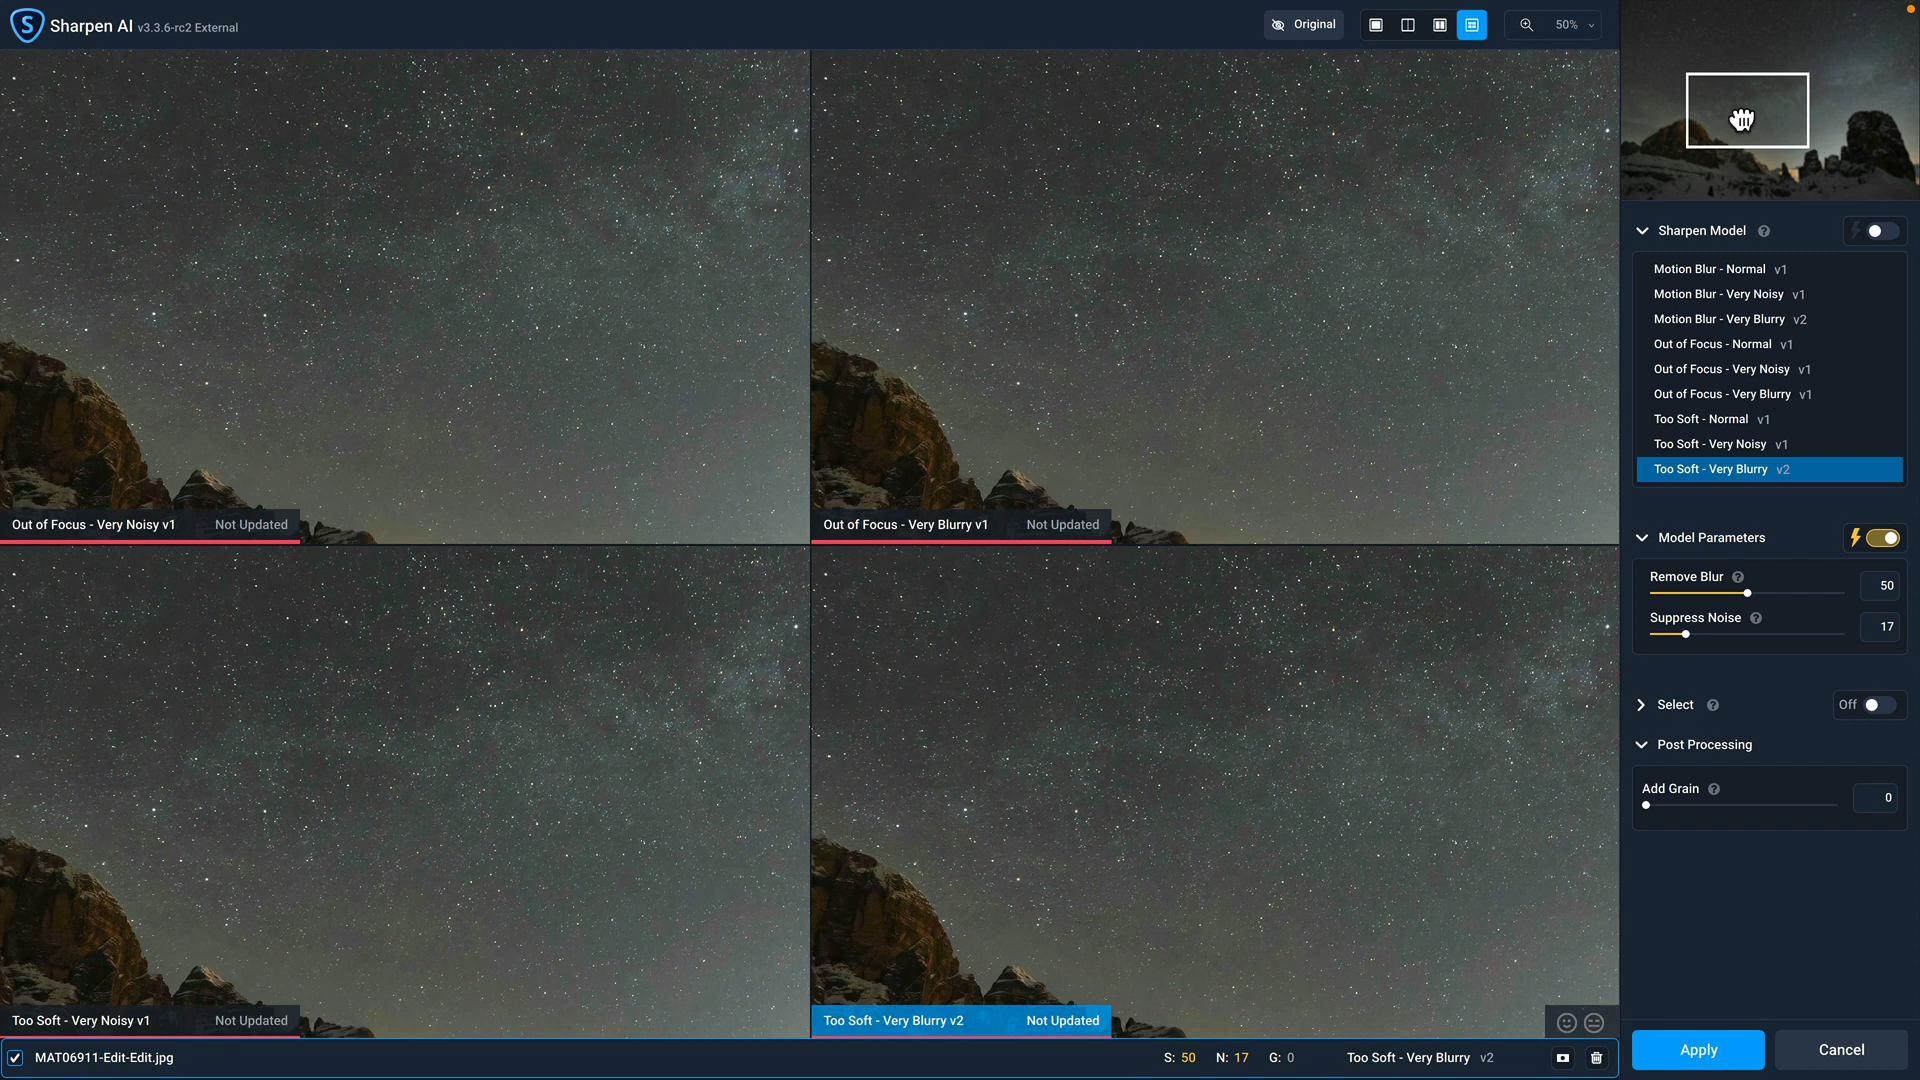 Sharpen AI v3.3.6-rc2 External
Original
50%
Sharpen Model
Motion Blur - Normal v1
Motion Blur - Very Noisy v1
Motion Blur - Very Blurry v2
Out of Focus - Normal v1
Out of Focus - Very Noisy v1
Out of Focus - Very Blurry v1
Too Soft - Normal v1
Too Soft - Very Noisy v1
Too Soft - Very Blurry v2
Out of Focus - Very Noisy v1 Not Updated
Out of Focus - Very Blurry v1 Not Updated
Model Parameters
Remove Blur
50
Suppress Noise
17
Select
Off
Post Processing
Add Grain
0
Too Soft - Very Noisy v1 Not Updated
Too Soft - Very Blurry v2 Not Updated
MAT06911-Edit-Edit.jpg
S: 50 N: 17 G: 0 Too Soft - Very Blurry v2
Apply
Cancel